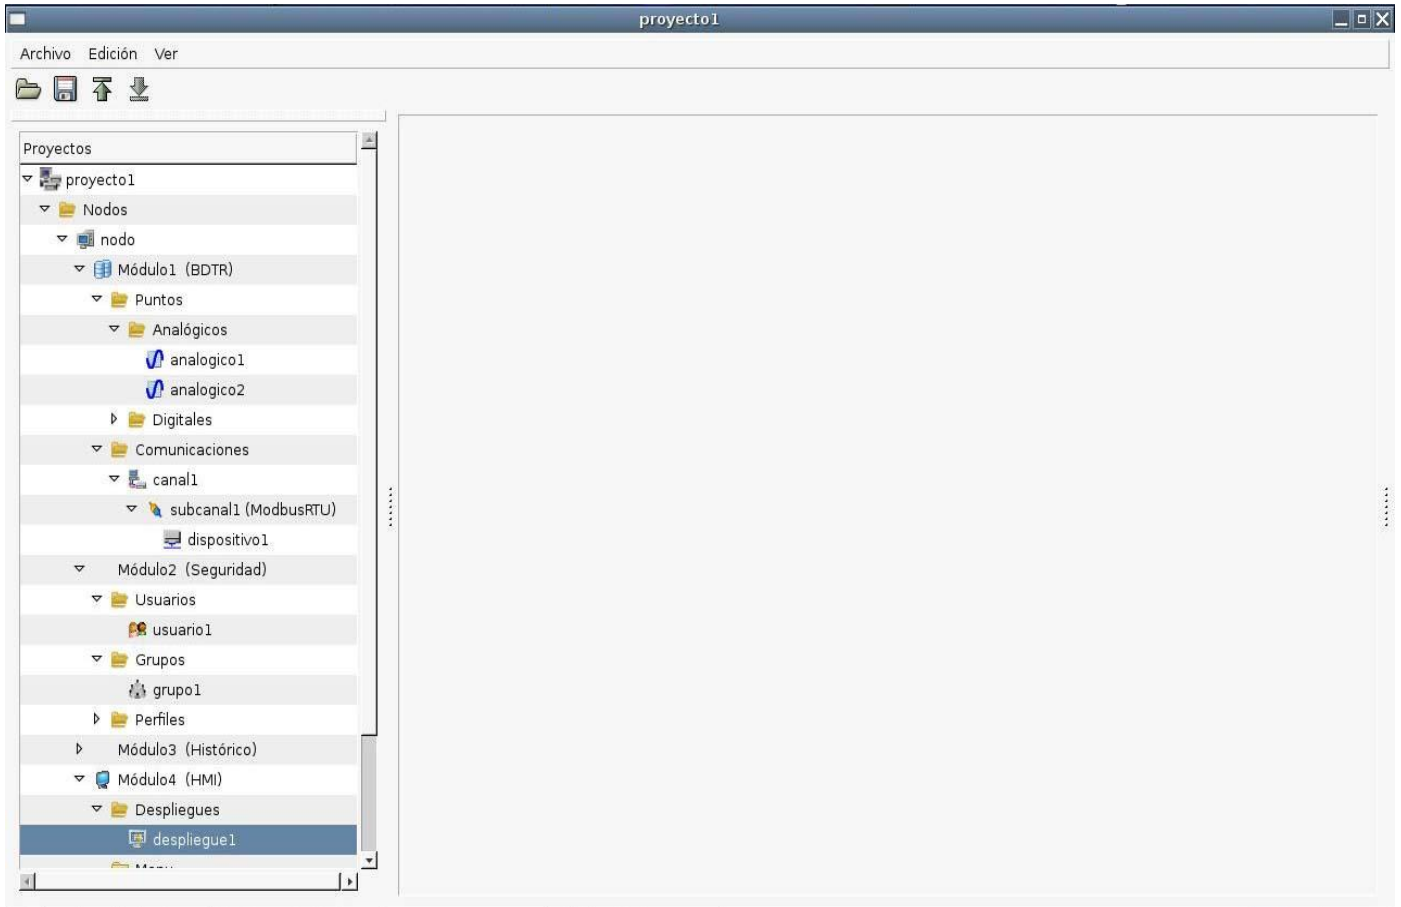 proyecto1
Archivo Edición Ver
Proyectos
proyecto1
Nodos
nodo
Módulo1 (BDTR)
Puntos
Analógicos
analogico1
analogico2
Digitales
Comunicaciones
canal1
subcanal1 (ModbusRTU)
dispositivo1
Módulo2 (Seguridad)
Usuarios
usuario1
Grupos
grupo1
Perfiles
Módulo3 (Histórico)
Módulo4 (HMI)
Despliegues
despliegue1
Menu